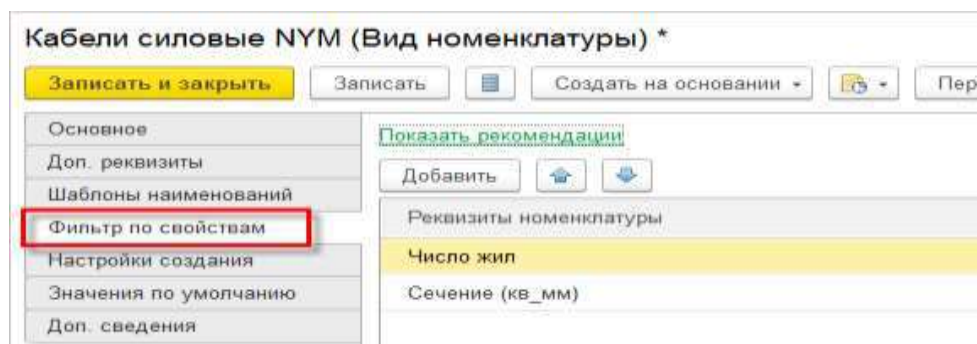 Кабели силовые NYM (Вид номенклатуры) *
Записать и закрыть Записать Создать на основании Пер
Основное
Доп. реквизиты
Шаблоны наименований
Фильтр по свойствам
Настройки создания
Значения по умолчанию
Доп. сведения
Показать рекомендации
Добавить
Реквизиты номенклатуры
Число жил
Сечение (кв_мм)